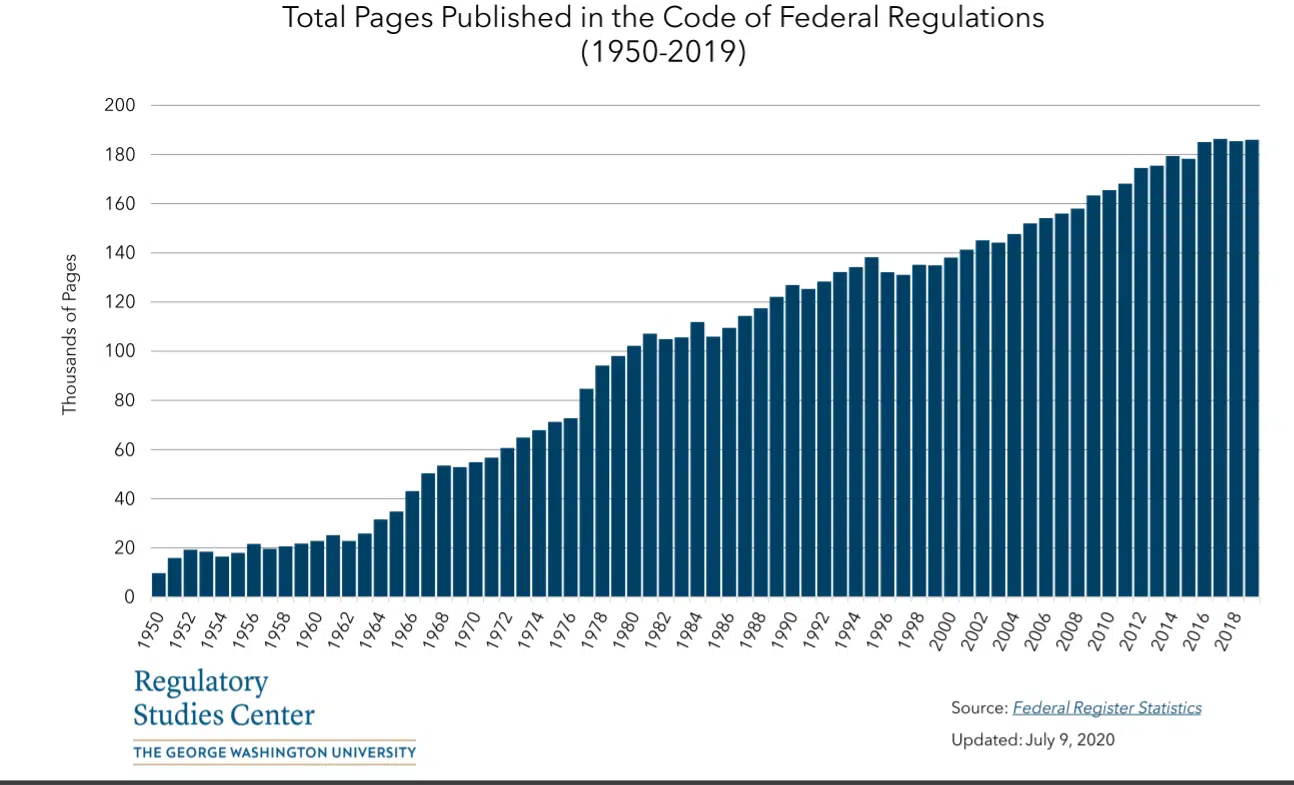 Total Pages Published in the Code of Federal Regulations
(1950-2019)
200
180
160
140
120
100
80
60
40
20
0
Thousands of Pages
1950 1952 1954 1956 1958 1960 1962 1964 1966 1968 1970 1972 1974 1976 1978 1980 1982 1984 1986 1988 1990 1992 1994 1996 1998 2000 2002 2004 2006 2008 2010 2012 2014 2016 2018
Regulatory
Studies Center
THE GEORGE WASHINGTON UNIVERSITY
Source: Federal Register Statistics
Updated: July 9, 2020